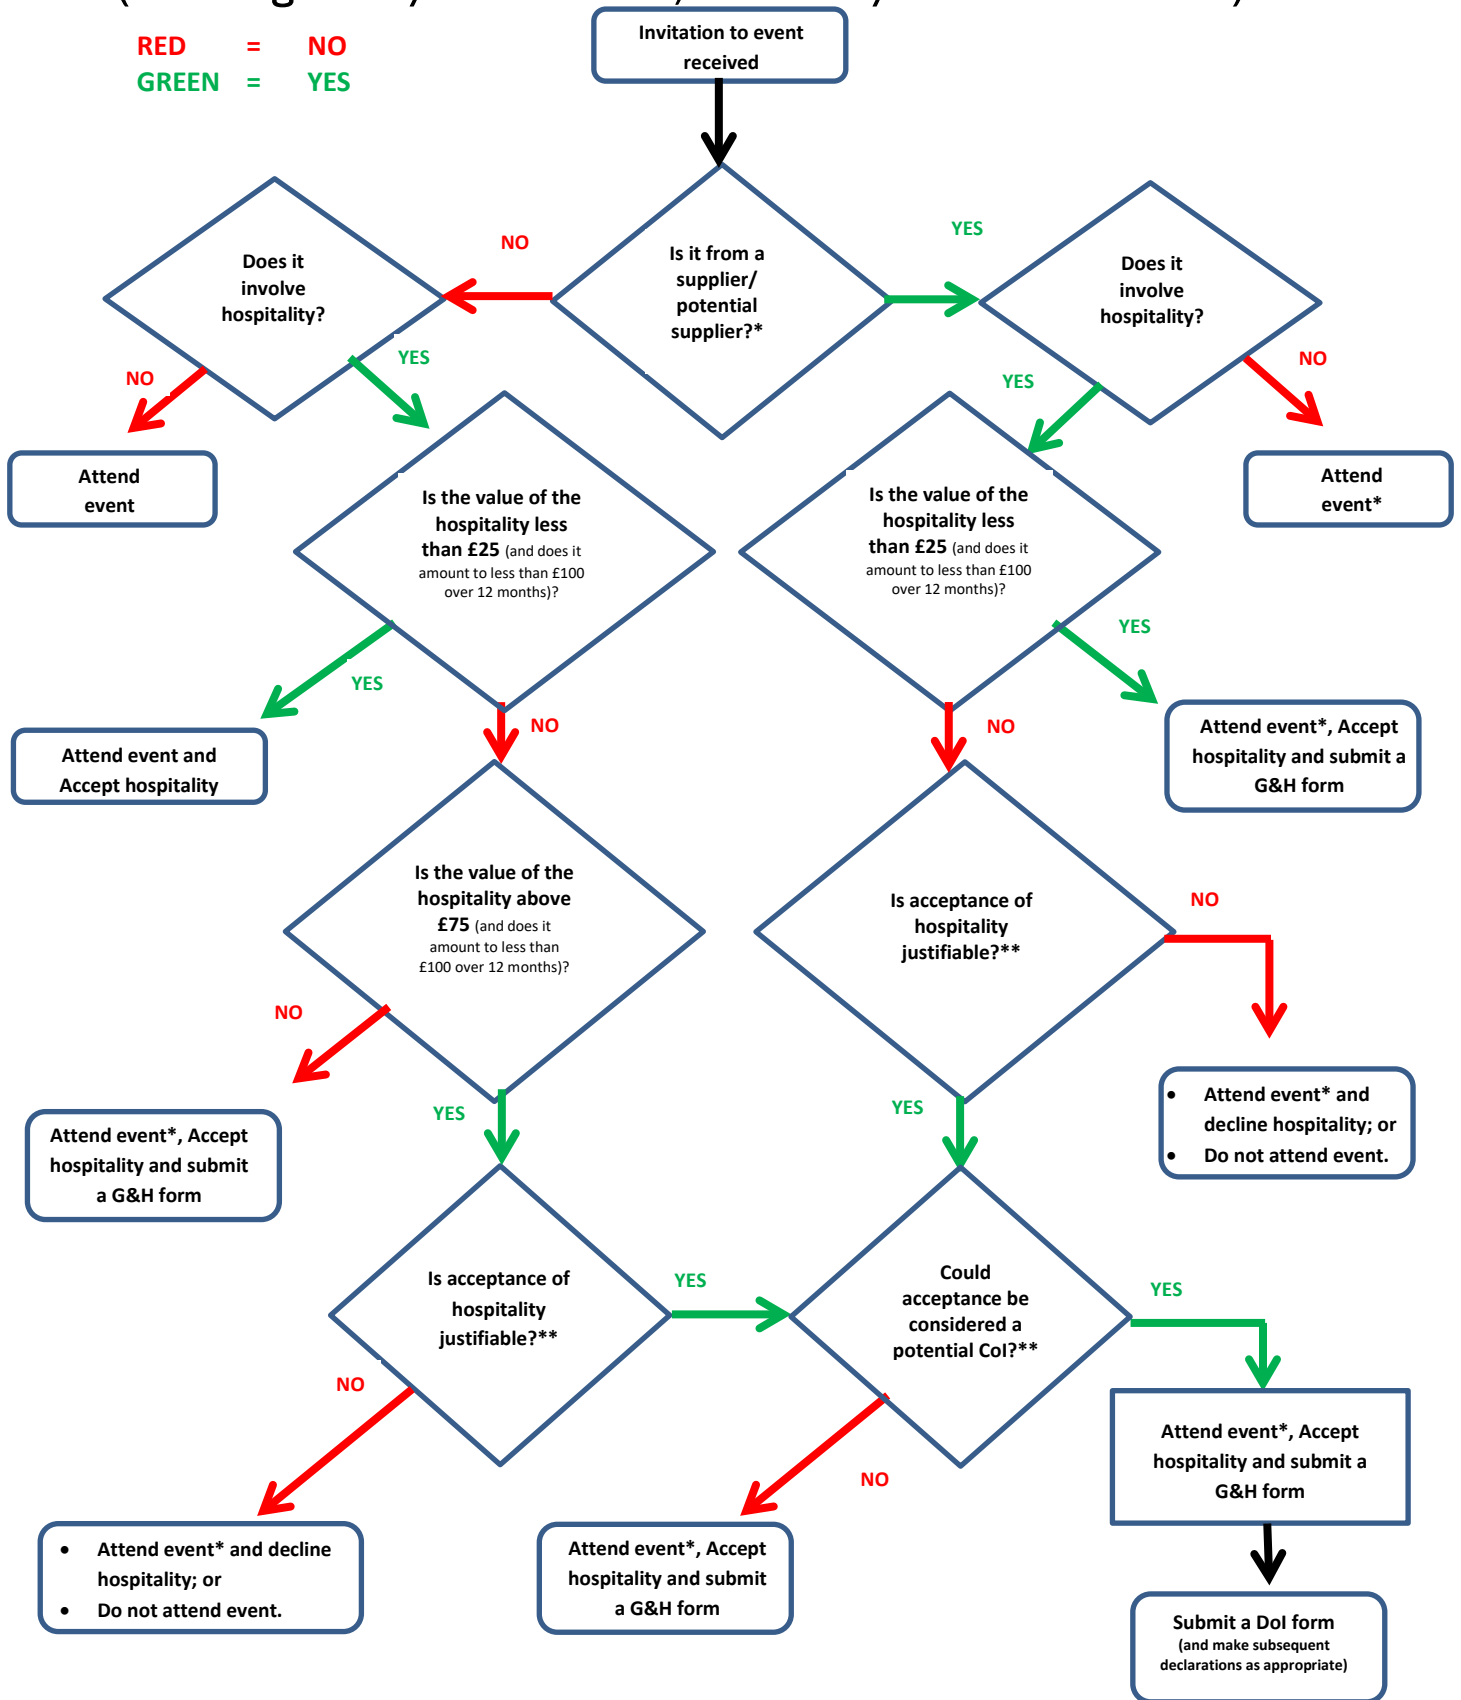 RED = NO
GREEN = YES
Invitation to event
received
NO
YES
Does it
involve
hospitality?
Is it from a
supplier/
potential
supplier?*
Does it
involve
hospitality?
NO
YES
YES
NO
Attend
event
Attend
event*
Is the value of the
hospitality less
than £25 (and does it
amount to less than £100
over 12 months)?
Is the value of the
hospitality less
than £25 (and does it
amount to less than £100
over 12 months)?
YES
YES
NO
NO
Attend event and
Accept hospitality
Attend event*, Accept
hospitality and submit a
G&H form
Is the value of the
hospitality above
£75 (and does it
amount to less than
£100 over 12 months)?
Is acceptance of
hospitality
justifiable?**
NO
NO
YES
YES
Attend event*, Accept
hospitality and submit
a G&H form
• Attend event* and
decline hospitality; or
• Do not attend event.
Is acceptance of
hospitality
justifiable?**
YES
Could
acceptance be
considered a
potential CoI?**
YES
NO
NO
• Attend event* and decline
hospitality; or
• Do not attend event.
Attend event*, Accept
hospitality and submit
a G&H form
Attend event*, Accept
hospitality and submit a
G&H form
Submit a DoI form
(and make subsequent
declarations as appropriate)